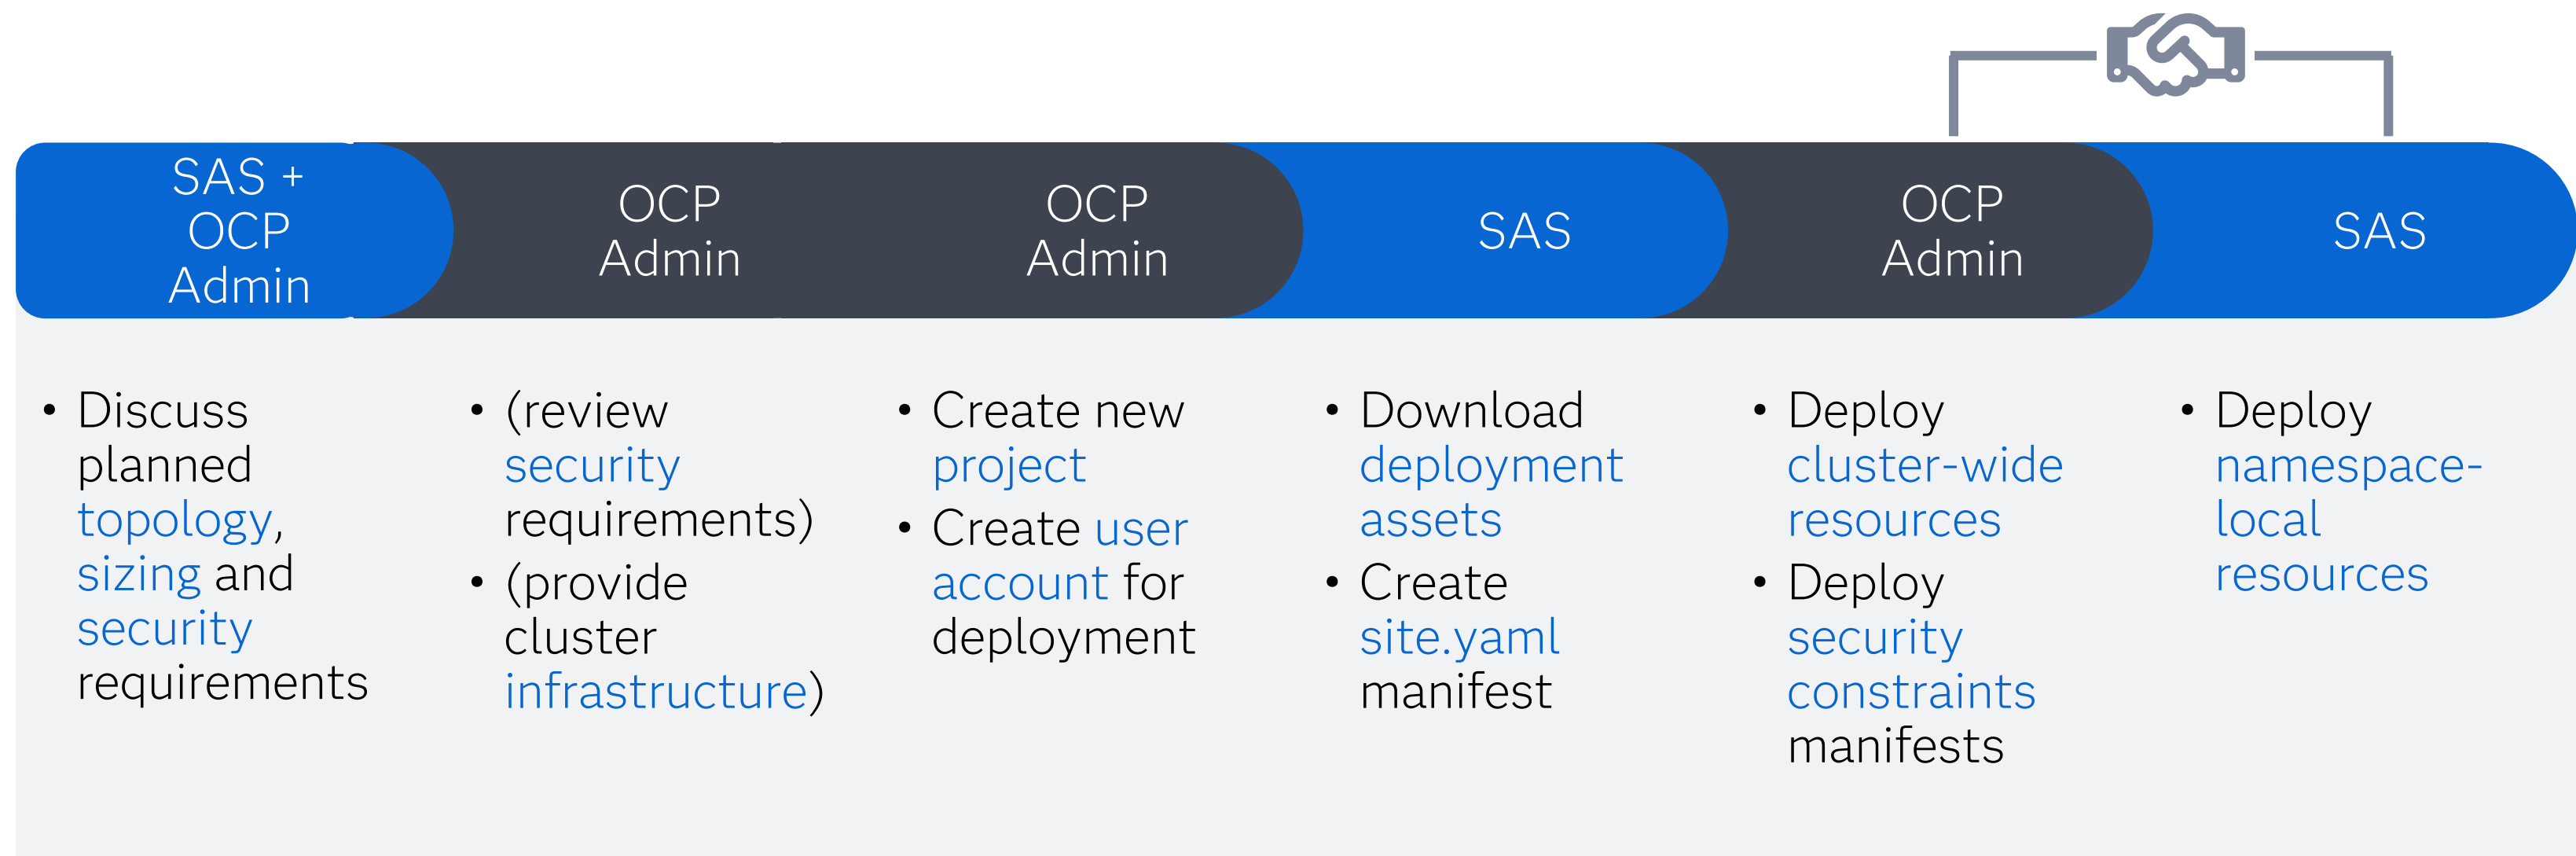 SAS +
OCP
Admin
OCP
Admin
OCP
Admin
SAS
OCP
Admin
SAS
• Discuss
planned
topology,
sizing and
security
requirements
• (review
security
requirements)
• (provide
cluster
infrastructure)
• Create new
project
• Create user
account for
deployment
• Download
deployment
assets
• Create
site.yaml
manifest
• Deploy
cluster-wide
resources
• Deploy
security
constraints
manifests
• Deploy
namespace-
local
resources